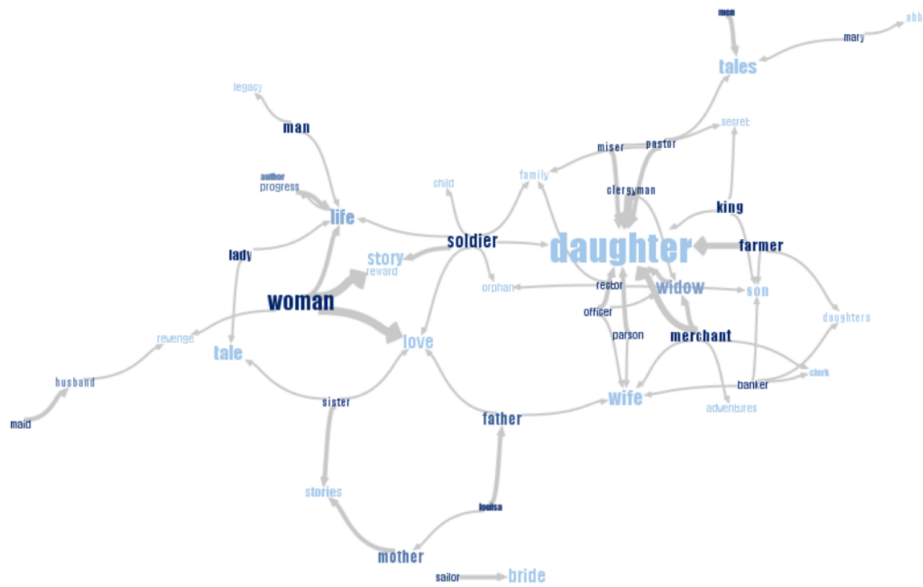 men
abb
mary
tales
legacy
man
secret
miser
pastor
family
author
progress
child
clergyman
life
king
soldier
daughter
farmer
lady
story
reward
woman
orphan
rector
widow
son
officer
daughters
revenge
love
parson
merchant
tale
husband
clerk
banker
wife
sister
adventures
maid
father
stories
louisa
mother
sailor
bride